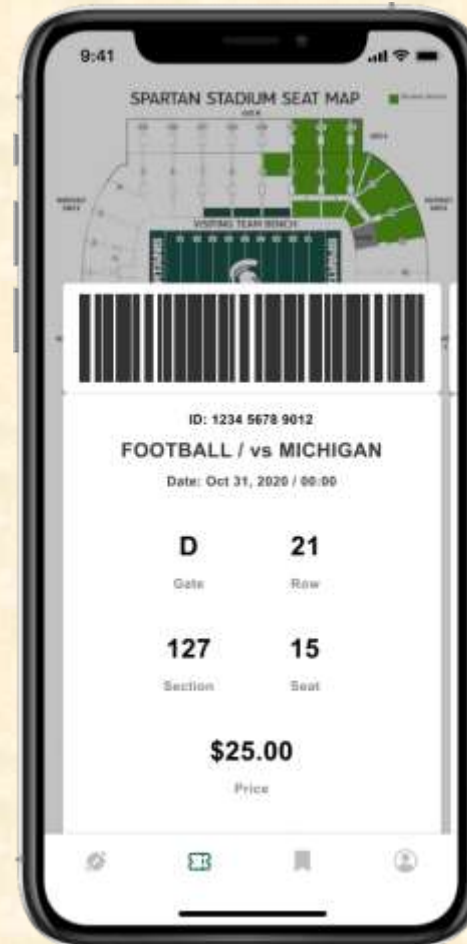 9:41
SPARTAN STADIUM SEAT MAP
VISITING TEAM BENCH
ID: 1234 5678 9012
FOOTBALL / vs MICHIGAN
Date: Oct 31, 2020 / 00:00
D 21
Gate Row
127 15
Section Seat
$25.00
Price